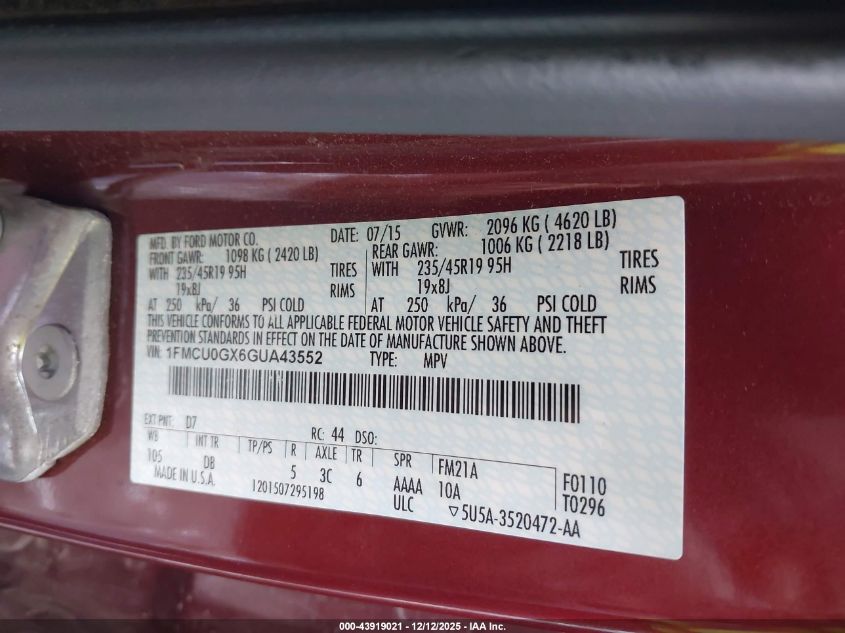 MFD. BY FORD MOTOR CO. DATE: 07/15 GVWR: 2096 KG ( 4620 LB)
FRONT GAWR: 1098 KG ( 2420 LB) REAR GAWR: 1006 KG ( 2218 LB)
WITH 235/45R19 95H TIRES WITH 235/45R19 95H TIRES
19x8J RIMS 19x8J RIMS
AT 250 kPa/ 36 PSI COLD AT 250 kPa/ 36 PSI COLD
THIS VEHICLE CONFORMS TO ALL APPLICABLE FEDERAL MOTOR VEHICLE SAFETY AND THEFT
PREVENTION STANDARDS IN EFFECT ON THE DATE OF MANUFACTURE SHOWN ABOVE.
VIN: 1FMCU0GX6GUA43552 TYPE: MPV
EXT PNT: D7 RC: 44 DSO:
WB INT TR TP/PS R AXLE TR SPR FM21A F0110
105 DB 5 3C 6 AAAA 10A T0296
MADE IN U.S.A. 1201507295198 ULC ▽5U5A-3520472-AA
000-43919021 - 12/12/2025 - IAA Inc.